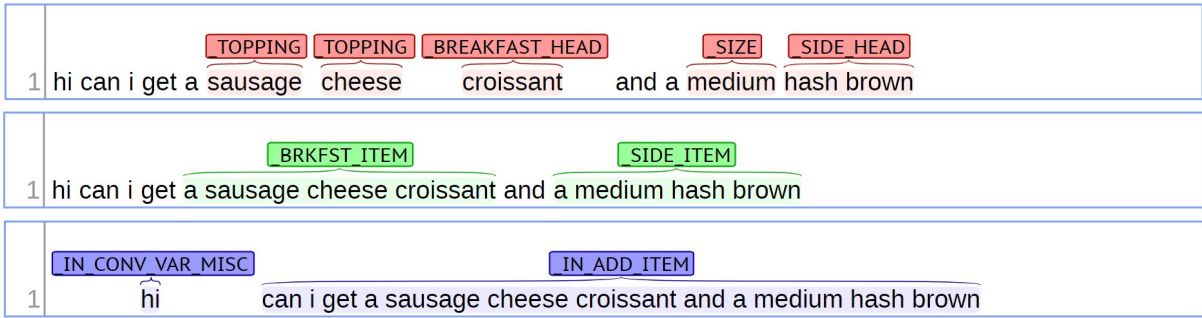 _TOPPING _TOPPING _BREAKFAST_HEAD _SIZE _SIDE_HEAD
1 hi can i get a sausage cheese croissant and a medium hash brown
_BRKFST_ITEM _SIDE_ITEM
1 hi can i get a sausage cheese croissant and a medium hash brown
_IN_CONV_VAR_MISC _IN_ADD_ITEM
1 hi can i get a sausage cheese croissant and a medium hash brown